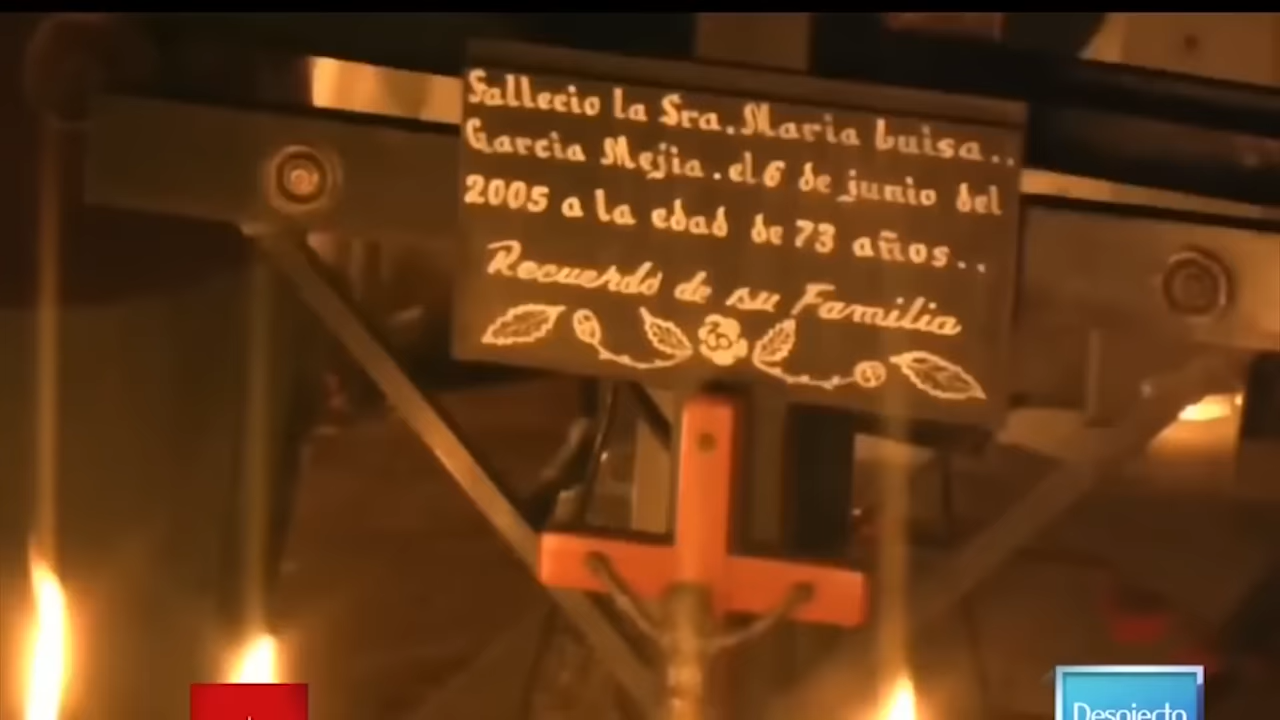 Fallecio la Sra. Maria Luisa..
Garcia Mejia. el 6 de junio del
2005 a la edad de 73 años..
Recuerdo de su Familia
Despierto